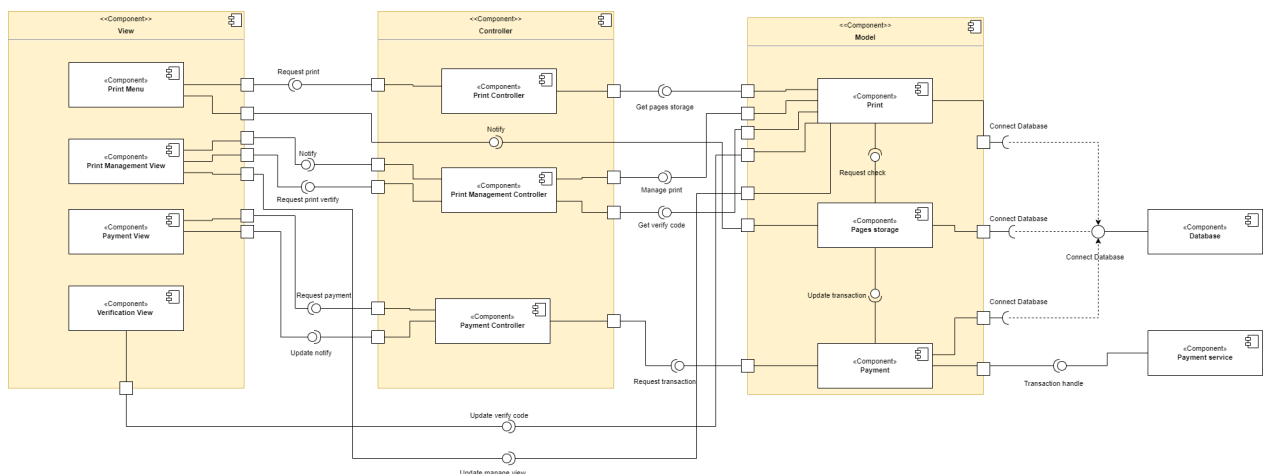 <<Component>>
View
<<Component>>
Controller
<<Component>>
Model
«Component»
Print Menu
Request print
«Component»
Print Controller
Get pages storage
«Component»
Print
Connect Database
Notify
«Component»
Print Management View
Notify
Request print vertify
«Component»
Print Management Controller
Manage print
Get verify code
Request check
«Component»
Pages storage
Connect Database
«Component»
Database
Connect Database
«Component»
Payment View
«Component»
Verification View
Request payment
Update notify
«Component»
Payment Controller
Request transaction
Update transaction
Connect Database
«Component»
Payment
Transaction handle
«Component»
Payment service
Update verify code
Update manage view